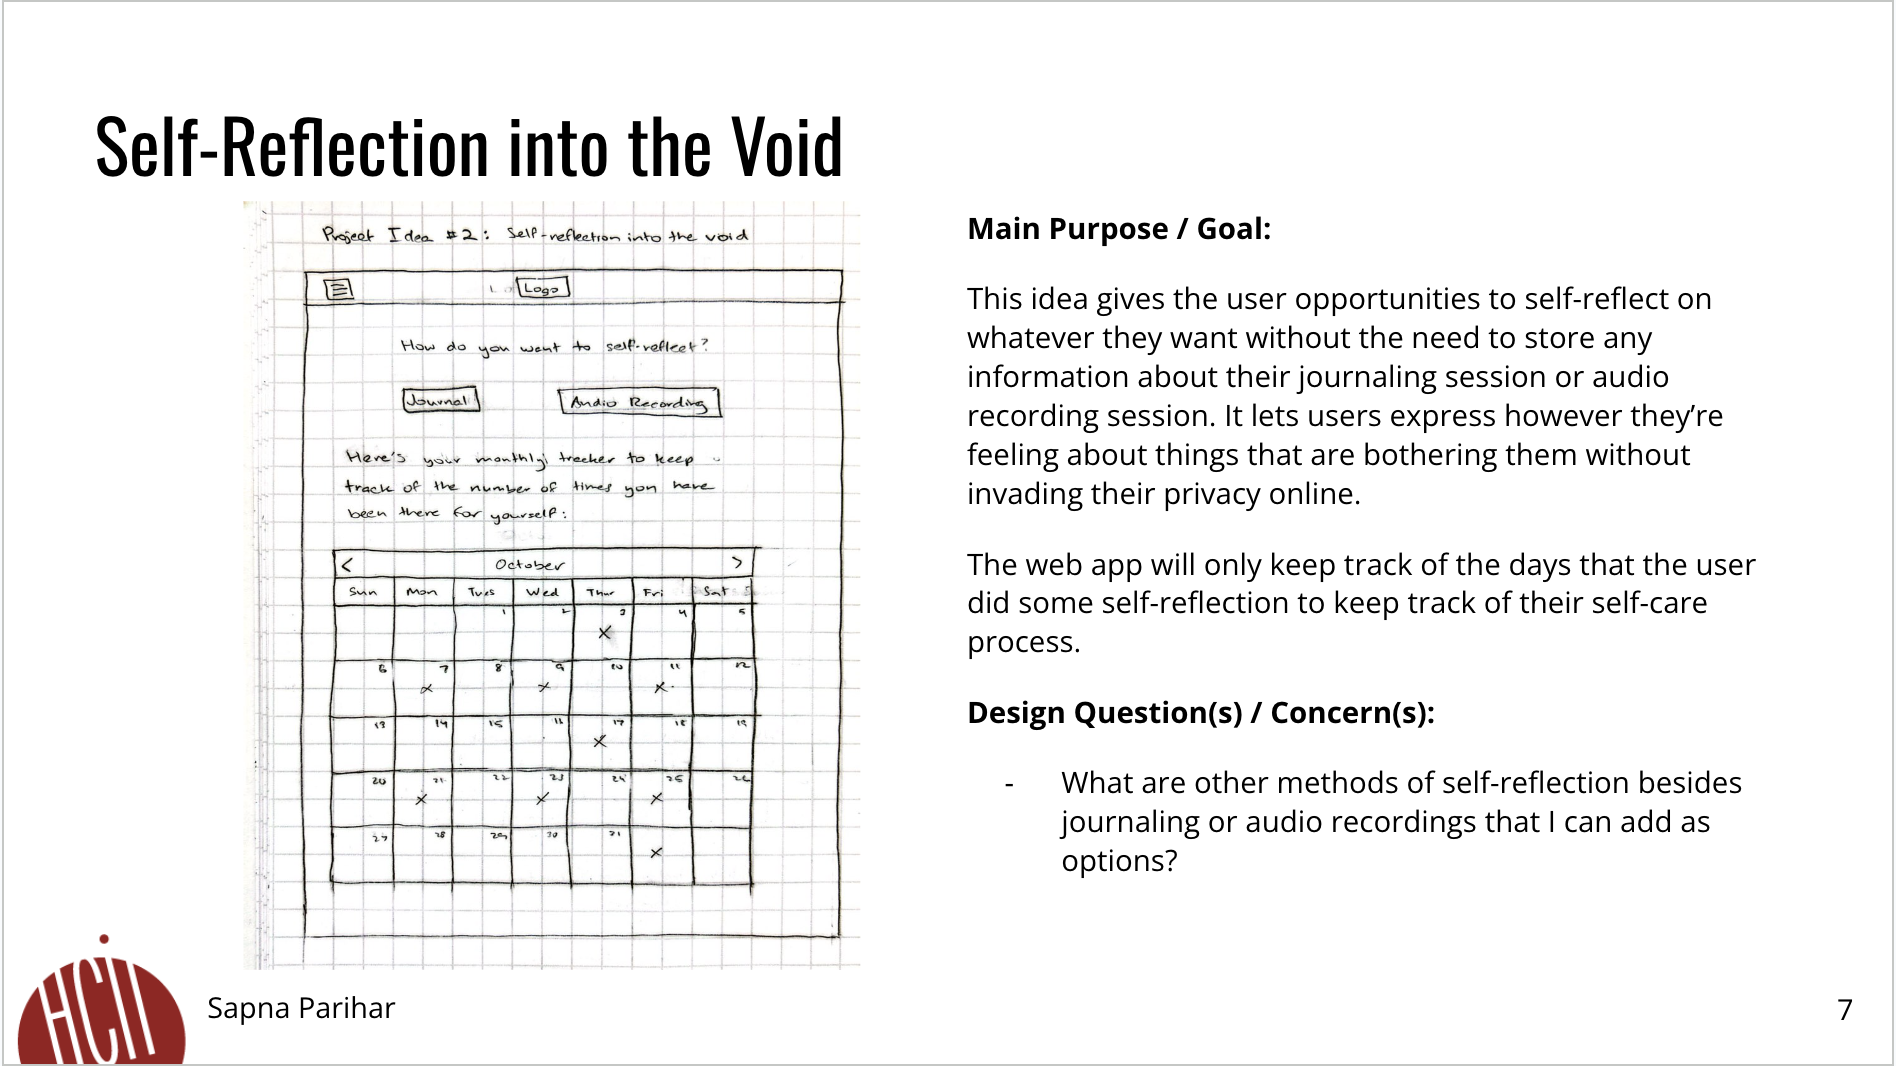 Self-Reflection into the Void
Project Idea #2: Self-reflection into the void
Logo
How do you want to self-reflect?
Journal
Audio Recording
Here's your monthly tracker to keep
track of the number of times you have
been there for yourself:
< October >
Sun Mon Tues Wed Thur Fri Sat
1 2 3 4 5
X
6 7 8 9 10 11 12
X X X
13 14 15 16 17 18 19
X
20 21 22 23 24 25 26
X X X
27 28 29 30 31
X
Main Purpose / Goal:
This idea gives the user opportunities to self-reflect on
whatever they want without the need to store any
information about their journaling session or audio
recording session. It lets users express however they’re
feeling about things that are bothering them without
invading their privacy online.
The web app will only keep track of the days that the user
did some self-reflection to keep track of their self-care
process.
Design Question(s) / Concern(s):
- What are other methods of self-reflection besides
journaling or audio recordings that I can add as
options?
HCII
Sapna Parihar
7